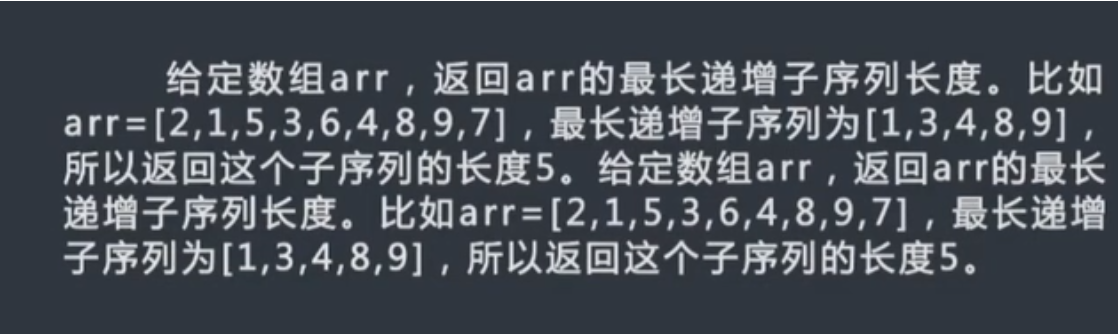 给定数组arr，返回arr的最长递增子序列长度。比如
arr=[2,1,5,3,6,4,8,9,7]，最长递增子序列为[1,3,4,8,9]，
所以返回这个子序列的长度5。给定数组arr，返回arr的最长
递增子序列长度。比如arr=[2,1,5,3,6,4,8,9,7]，最长递增
子序列为[1,3,4,8,9]，所以返回这个子序列的长度5。